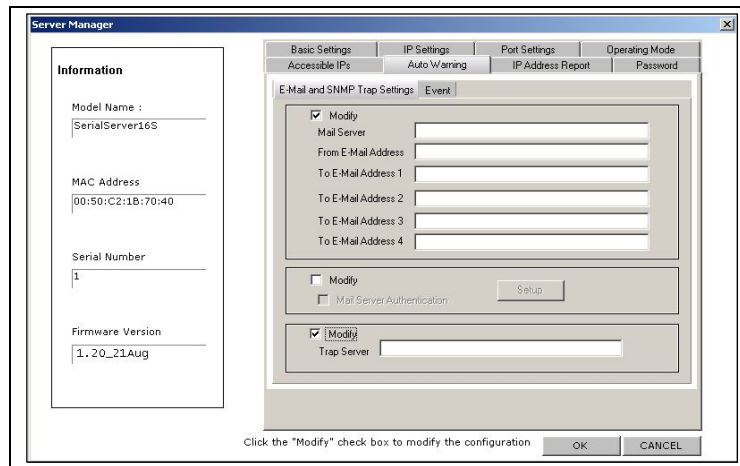 Server Manager
Information
Model Name :
SerialServer16S
MAC Address
00:50:C2:1B:70:40
Serial Number
1
Firmware Version
1.20_21Aug
Basic Settings IP Settings Port Settings Operating Mode
Accessible IPs Auto Warning IP Address Report Password
E-Mail and SNMP Trap Settings Event
Modify
Mail Server
From E-Mail Address
To E-Mail Address 1
To E-Mail Address 2
To E-Mail Address 3
To E-Mail Address 4
Modify
Mail Server Authentication Setup
Modify
Trap Server
Click the "Modify" check box to modify the configuration OK CANCEL